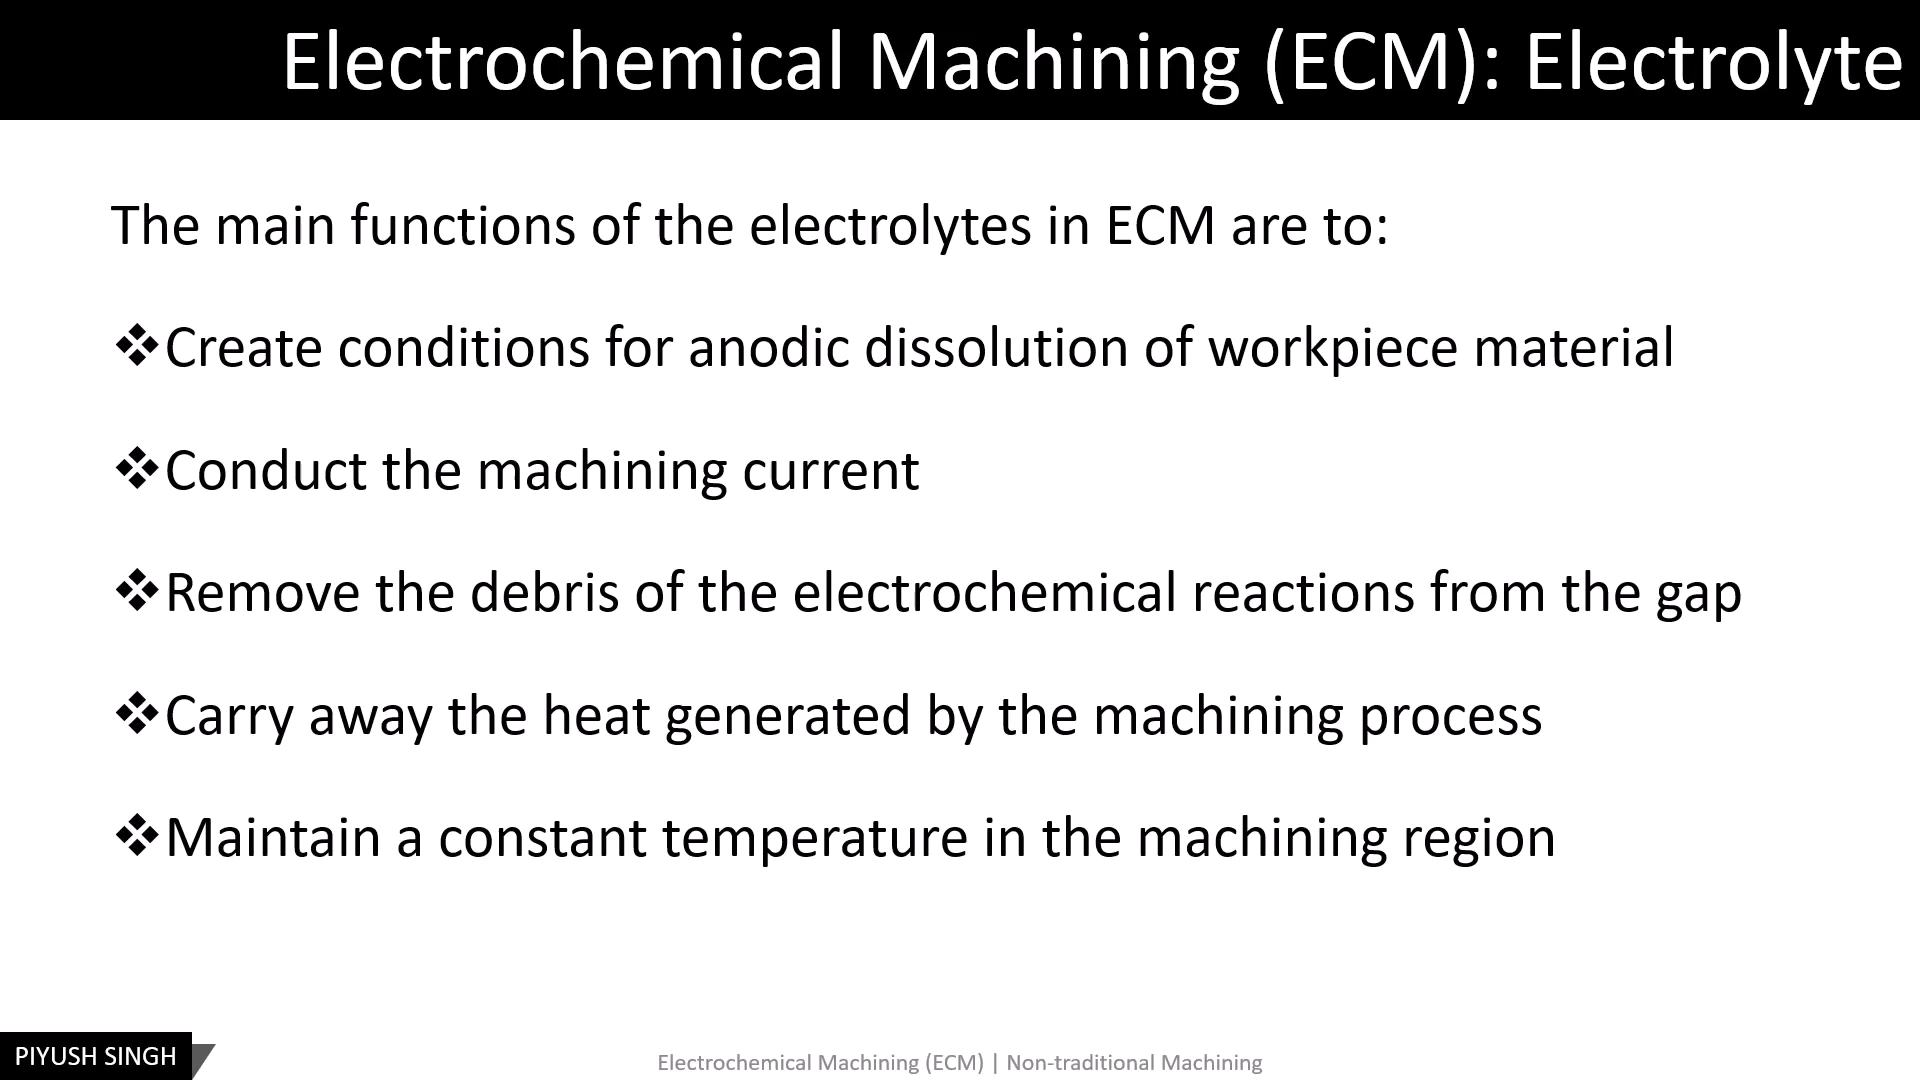 Electrochemical Machining (ECM): Electrolyte
The main functions of the electrolytes in ECM are to:
❖Create conditions for anodic dissolution of workpiece material
❖Conduct the machining current
❖Remove the debris of the electrochemical reactions from the gap
❖Carry away the heat generated by the machining process
❖Maintain a constant temperature in the machining region
PIYUSH SINGH
Electrochemical Machining (ECM) | Non-traditional Machining